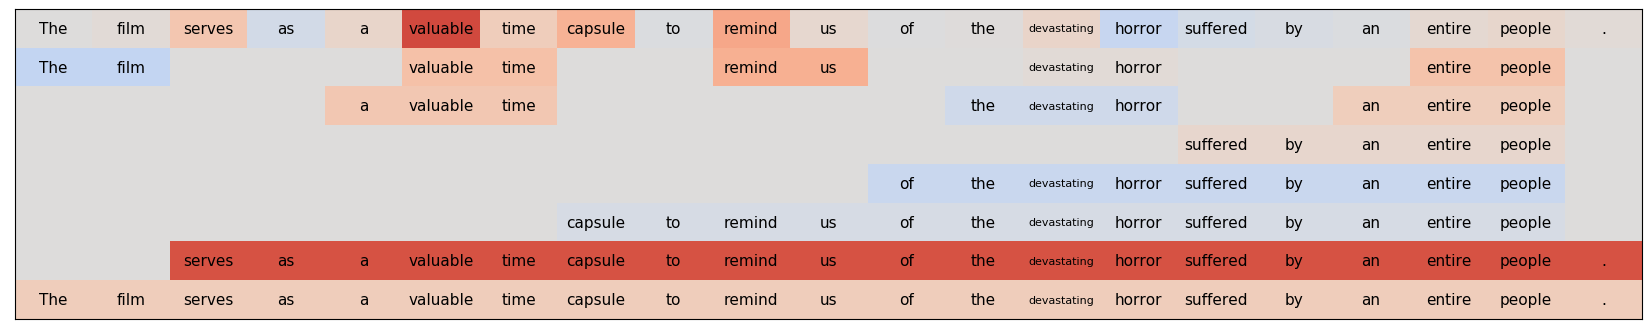 The film serves as a valuable time capsule to remind us of the devastating horror suffered by an entire people .
The film valuable time remind us devastating horror entire people
a valuable time the devastating horror an entire people
suffered by an entire people
of the devastating horror suffered by an entire people
capsule to remind us of the devastating horror suffered by an entire people
serves as a valuable time capsule to remind us of the devastating horror suffered by an entire people .
The film serves as a valuable time capsule to remind us of the devastating horror suffered by an entire people .